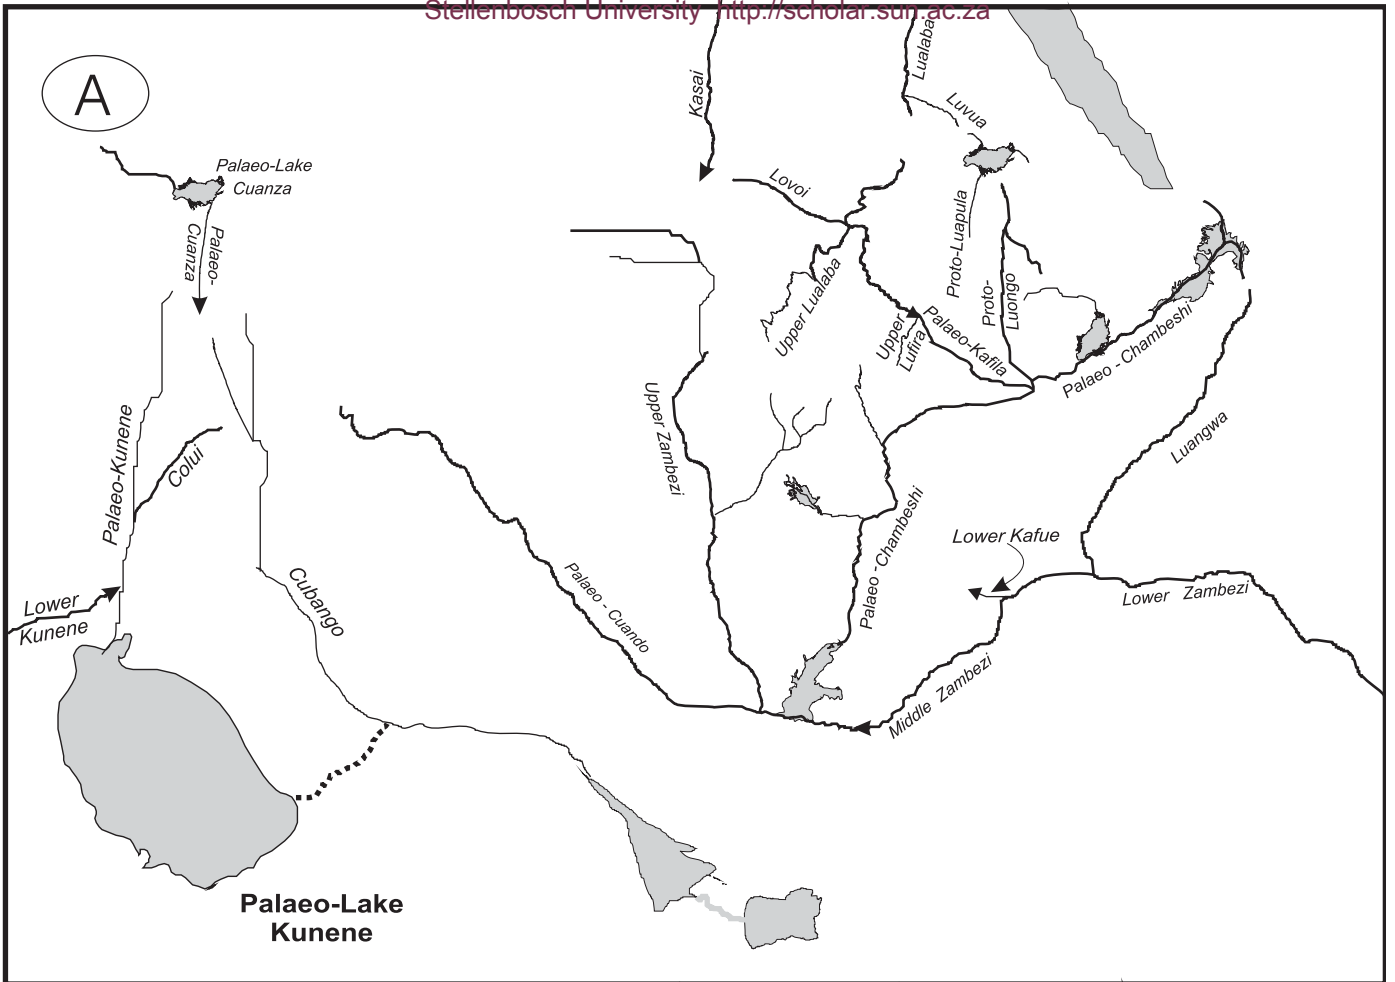 Stellenbosch University http://scholar.sun.ac.za
A
Palaeo-Lake
Cuanza
Palaeo-
Cuanza
Kasai
Lualaba
Luvua
Lovoi
Upper Lualaba
Upper
Lufira
Palaeo-Kafila
Proto-Luapula
Proto-
Luongo
Palaeo - Chambeshi
Luangwa
Palaeo-Kunene
Colui
Upper Zambezi
Palaeo - Chambeshi
Lower Kafue
Lower Zambezi
Lower
Kunene
Cubango
Palaeo - Cuando
Middle Zambezi
Palaeo-Lake
Kunene